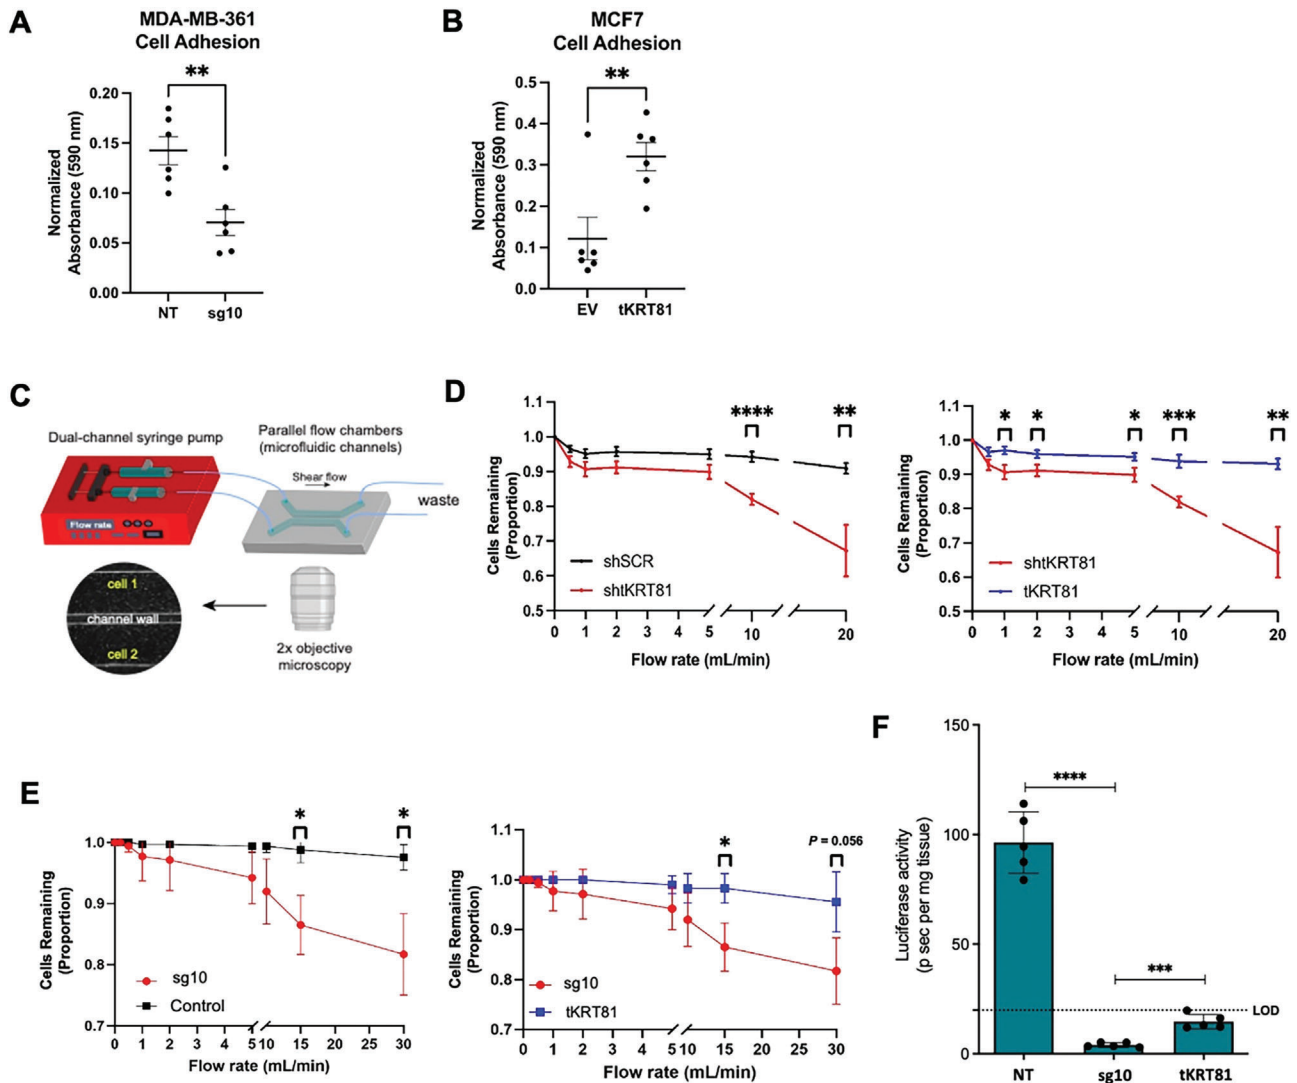 A
MDA-MB-361
Cell Adhesion
**
Normalized
Absorbance (590 nm)
0.20
0.15
0.10
0.05
0.00
NT
sg10
B
MCF7
Cell Adhesion
**
Normalized
Absorbance (590 nm)
0.5
0.4
0.3
0.2
0.1
0.0
EV
tKRT81
C
Dual-channel syringe pump
Parallel flow chambers
(microfluidic channels)
Shear flow
waste
Flow rate
cell 1
channel wall
cell 2
2x objective
microscopy
D
Cells Remaining
(Proportion)
1.1
1.0
0.9
0.8
0.7
0.6
0.5
****
**
shSCR
shtKRT81
0 1 2 3 4 5 10 20
Flow rate (mL/min)
Cells Remaining
(Proportion)
1.1
1.0
0.9
0.8
0.7
0.6
0.5
* * * *** **
shtKRT81
tKRT81
0 1 2 3 4 5 10 20
Flow rate (mL/min)
E
Cells Remaining
(Proportion)
1.0
0.9
0.8
0.7
* *
sg10
Control
0 1 2 3 4 5 10 15 20 25 30
Flow rate (mL/min)
Cells Remaining
(Proportion)
1.1
1.0
0.9
0.8
0.7
*
P = 0.056
sg10
tKRT81
0 1 2 3 4 5 10 15 20 25 30
Flow rate (mL/min)
F
Luciferase activity
(p sec per mg tissue)
150
100
50
0
****
***
LOD
NT
sg10
tKRT81